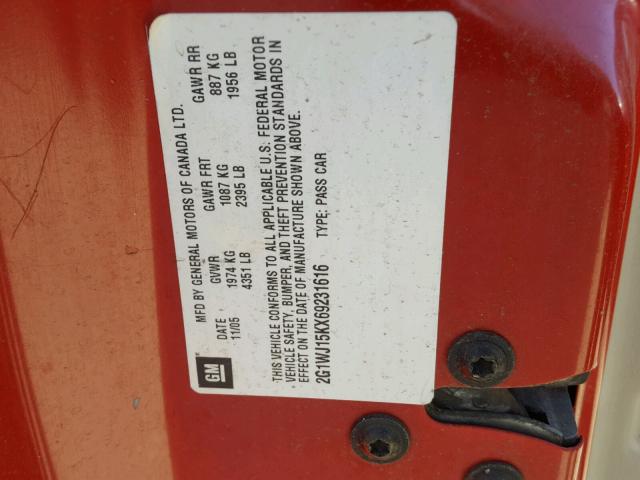 GM
MFD BY GENERAL MOTORS OF CANADA LTD.
DATE GVWR GAWR FRT GAWR RR
11/05 1974 KG 1087 KG 887 KG
4351 LB 2395 LB 1956 LB
THIS VEHICLE CONFORMS TO ALL APPLICABLE U.S. FEDERAL MOTOR
VEHICLE SAFETY, BUMPER, AND THEFT PREVENTION STANDARDS IN
EFFECT ON THE DATE OF MANUFACTURE SHOWN ABOVE.
2G1WJ15KX69231616 TYPE: PASS CAR